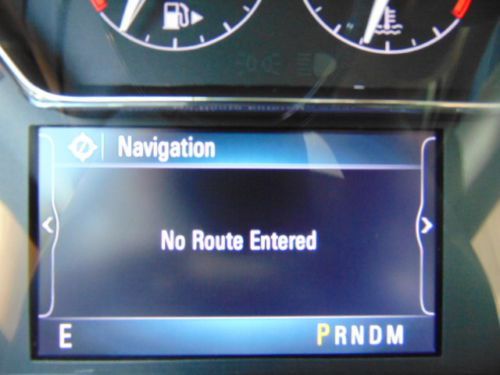 Navigation
No Route Entered
E
PRNDM